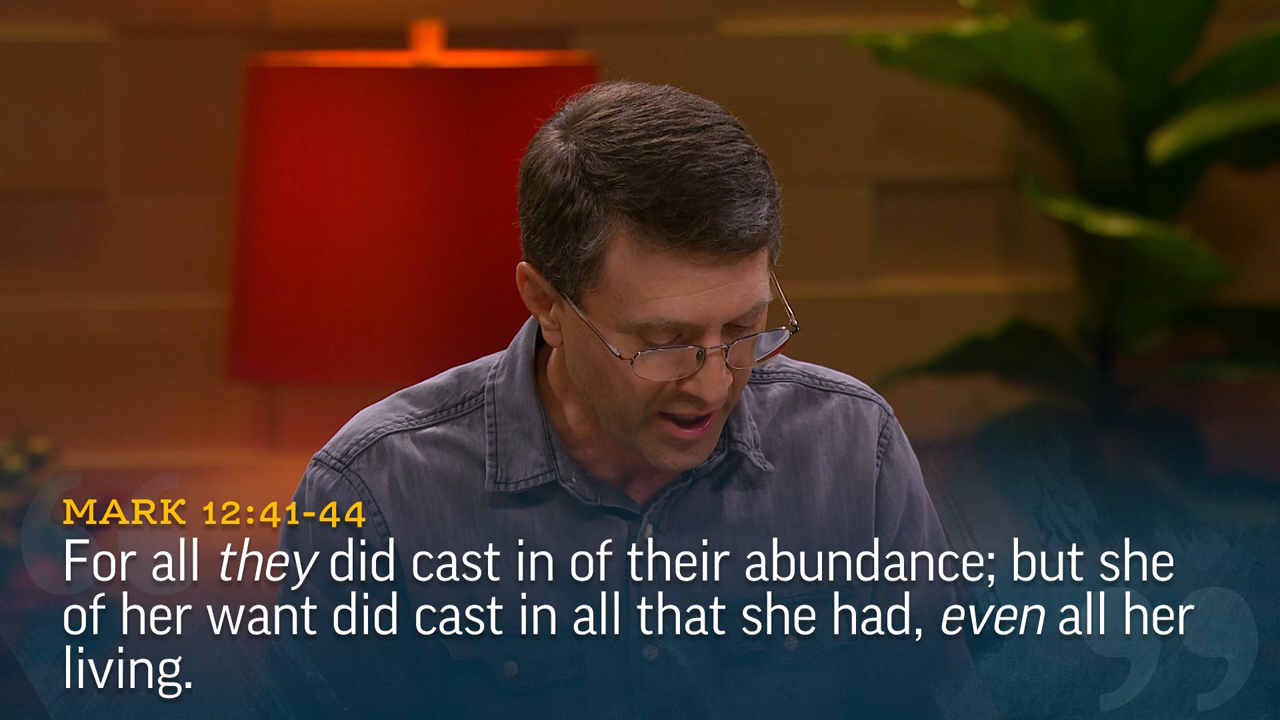 MARK 12:41-44
For all they did cast in of their abundance; but she
of her want did cast in all that she had, even all her
living.